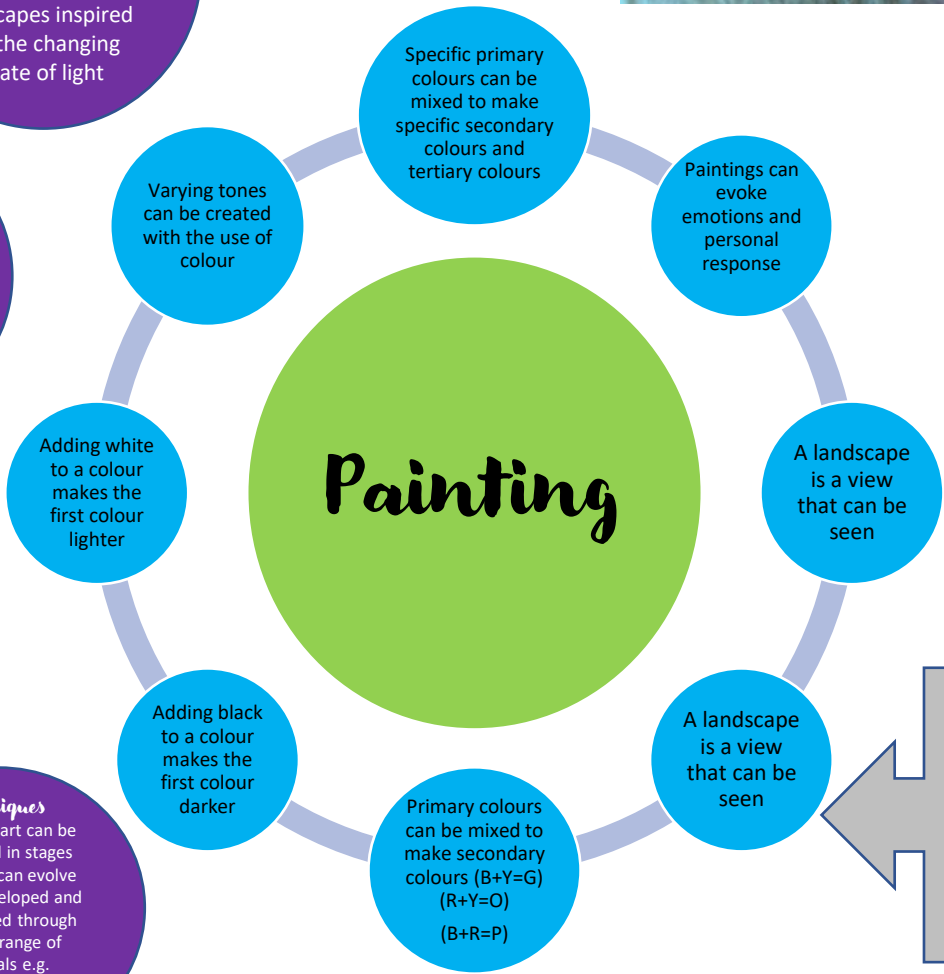 capes inspired
the changing
ate of light
Specific primary
colours can be
mixed to make
specific secondary
colours and
tertiary colours
Paintings can
evoke
emotions and
personal
response
A landscape
is a view
that can be
seen
A landscape
is a view
that can be
seen
Primary colours
can be mixed to
make secondary
colours (B+Y=G)
(R+Y=O)
(B+R=P)
Adding black
to a colour
makes the
first colour
darker
Adding white
to a colour
makes the
first colour
lighter
Varying tones
can be created
with the use of
colour
Painting
iques
art can be
in stages
can evolve
eloped and
ed through
range of
als e.g.